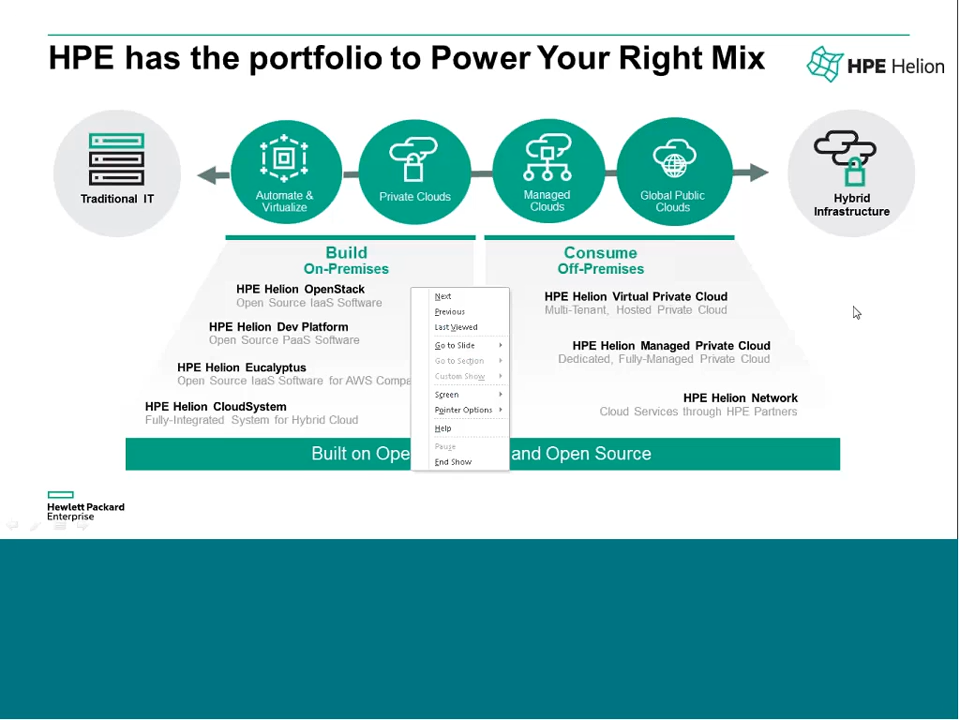 HPE has the portfolio to Power Your Right Mix
HPE Helion
Traditional IT
Automate &
Virtualize
Private Clouds
Managed
Clouds
Global Public
Clouds
Hybrid
Infrastructure
Build
On-Premises
HPE Helion OpenStack
Open Source IaaS Software
HPE Helion Dev Platform
Open Source PaaS Software
HPE Helion Eucalyptus
Open Source IaaS Software for AWS Compa
HPE Helion CloudSystem
Fully-Integrated System for Hybrid Cloud
Next
Previous
Last Viewed
Go to Slide
Go to Section
Custom Show
Screen
Pointer Options
Help
Pause
End Show
Consume
Off-Premises
HPE Helion Virtual Private Cloud
Multi-Tenant, Hosted Private Cloud
HPE Helion Managed Private Cloud
Dedicated, Fully-Managed Private Cloud
HPE Helion Network
Cloud Services through HPE Partners
Built on Ope and Open Source
Hewlett Packard
Enterprise